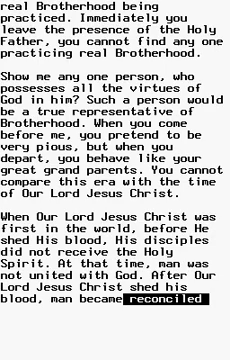 real Brotherhood being
practiced. Immediately you
leave the presence of the Holy
Father, you cannot find any one
practicing real Brotherhood.
Show me any one person, who
possesses all the virtues of
God in him? Such a person would
be a true representative of
Brotherhood. When you come
before me, you pretend to be
very pious, but when you
depart, you behave like your
great grand parents. You cannot
compare this era with the time
of Our Lord Jesus Christ.
When Our Lord Jesus Christ was
first in the world, before He
shed His blood, His disciples
did not receive the Holy
Spirit. At that time, man was
not united with God. After Our
Lord Jesus Christ shed his
blood, man became reconciled